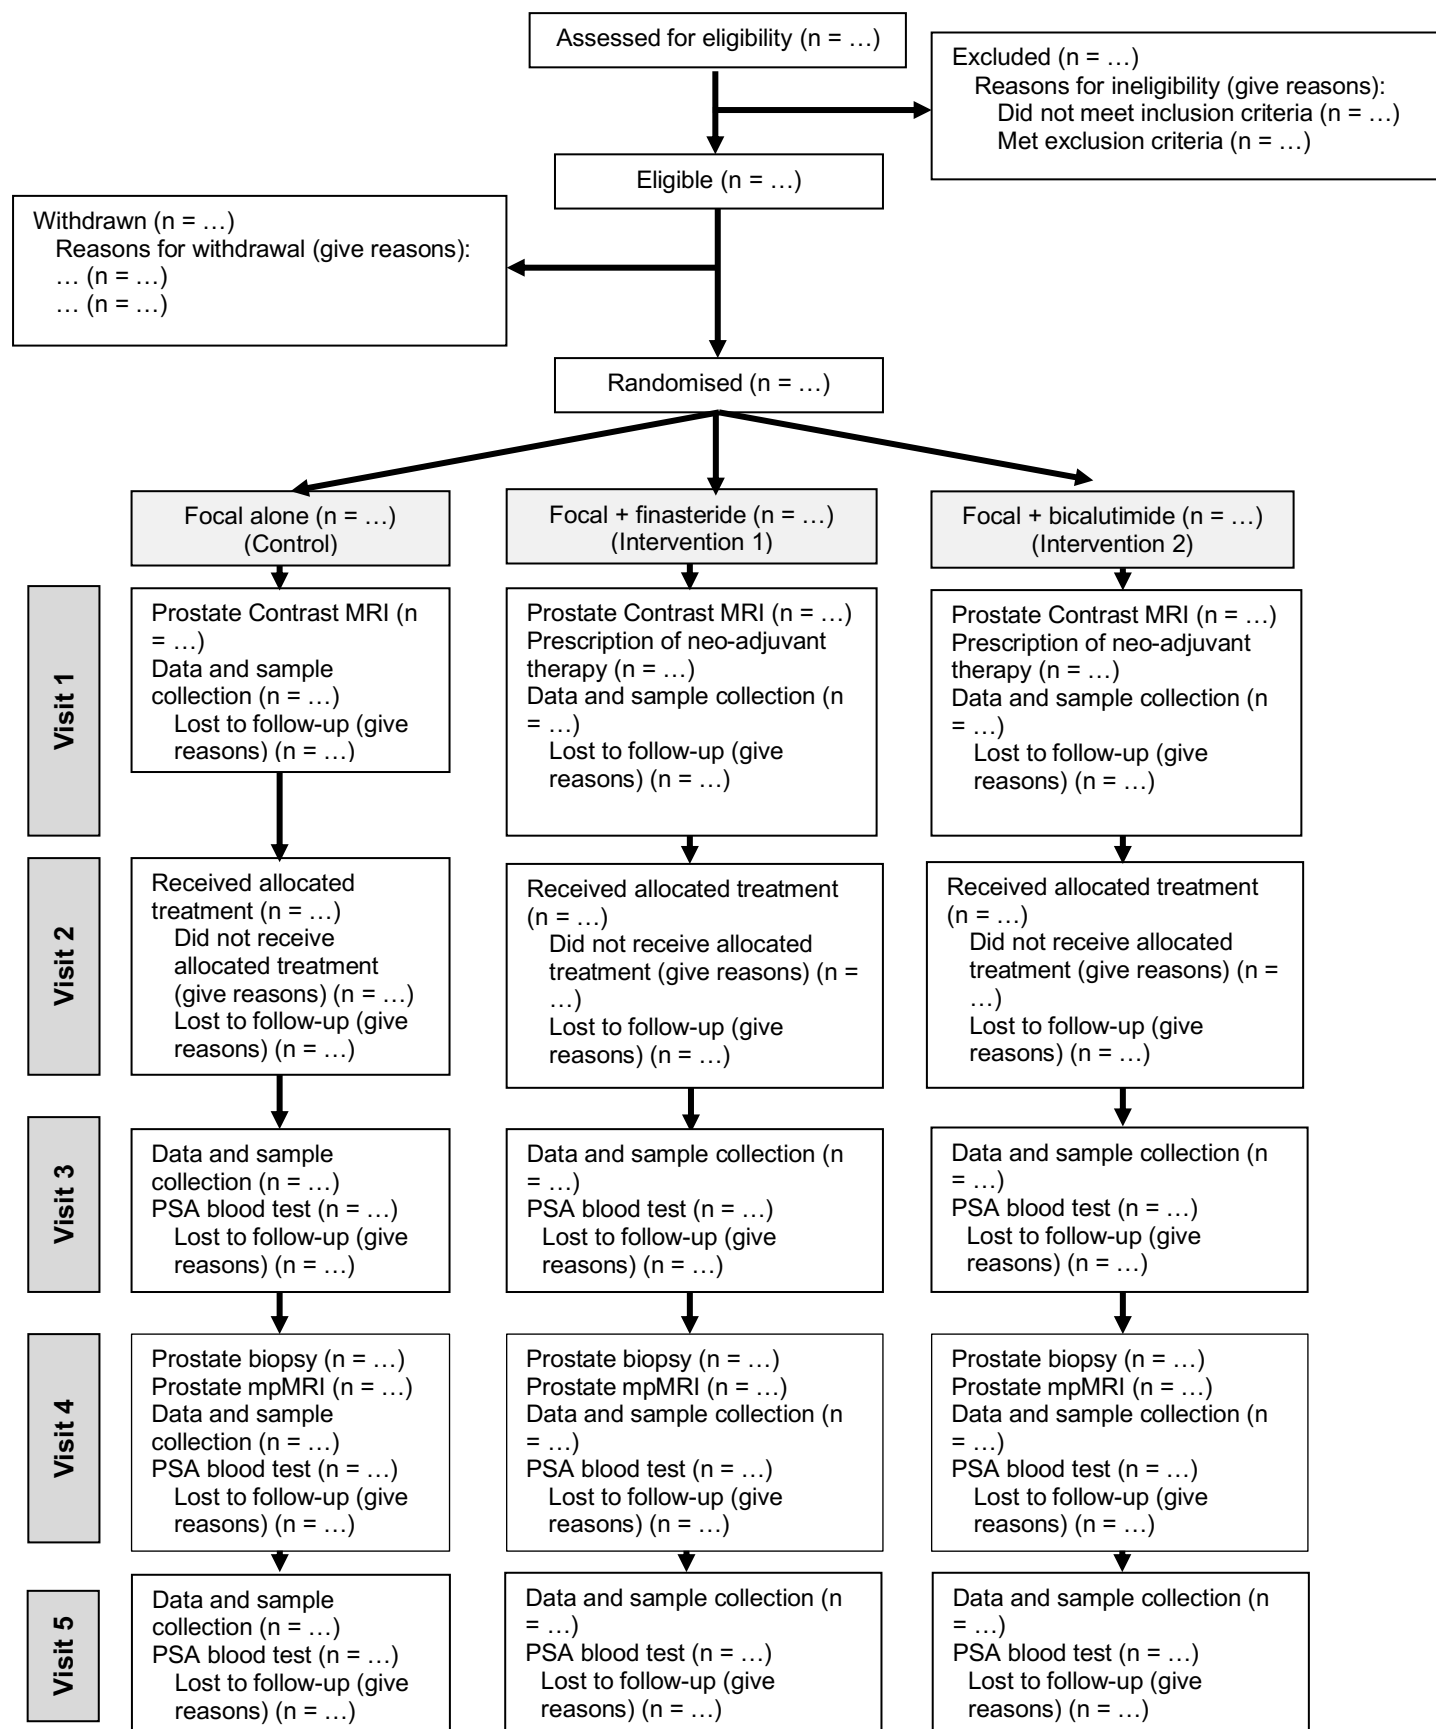 Assessed for eligibility (n = …)
Excluded (n = …)
Reasons for ineligibility (give reasons):
Did not meet inclusion criteria (n = …)
Met exclusion criteria (n = …)
Eligible (n = …)
Withdrawn (n = …)
Reasons for withdrawal (give reasons):
… (n = …)
… (n = …)
Randomised (n = …)
Focal alone (n = …)
(Control)
Focal + finasteride (n = …)
(Intervention 1)
Focal + bicalutimide (n = …)
(Intervention 2)
Visit 1
Prostate Contrast MRI (n
= …)
Data and sample
collection (n = …)
Lost to follow-up (give
reasons) (n = …)
Prostate Contrast MRI (n = …)
Prescription of neo-adjuvant
therapy (n = …)
Data and sample collection (n
= …)
Lost to follow-up (give
reasons) (n = …)
Prostate Contrast MRI (n = …)
Prescription of neo-adjuvant
therapy (n = …)
Data and sample collection (n
= …)
Lost to follow-up (give
reasons) (n = …)
Visit 2
Received allocated
treatment (n = …)
Did not receive
allocated treatment
(give reasons) (n = …)
Lost to follow-up (give
reasons) (n = …)
Received allocated treatment
(n = …)
Did not receive allocated
treatment (give reasons) (n =
…)
Lost to follow-up (give
reasons) (n = …)
Received allocated treatment
(n = …)
Did not receive allocated
treatment (give reasons) (n =
…)
Lost to follow-up (give
reasons) (n = …)
Visit 3
Data and sample
collection (n = …)
PSA blood test (n = …)
Lost to follow-up (give
reasons) (n = …)
Data and sample collection (n
= …)
PSA blood test (n = …)
Lost to follow-up (give
reasons) (n = …)
Data and sample collection (n
= …)
PSA blood test (n = …)
Lost to follow-up (give
reasons) (n = …)
Visit 4
Prostate biopsy (n = …)
Prostate mpMRI (n = …)
Data and sample
collection (n = …)
PSA blood test (n = …)
Lost to follow-up (give
reasons) (n = …)
Prostate biopsy (n = …)
Prostate mpMRI (n = …)
Data and sample collection (n
= …)
PSA blood test (n = …)
Lost to follow-up (give
reasons) (n = …)
Prostate biopsy (n = …)
Prostate mpMRI (n = …)
Data and sample collection (n
= …)
PSA blood test (n = …)
Lost to follow-up (give
reasons) (n = …)
Visit 5
Data and sample
collection (n = …)
PSA blood test (n = …)
Lost to follow-up (give
reasons) (n = …)
Data and sample collection (n
= …)
PSA blood test (n = …)
Lost to follow-up (give
reasons) (n = …)
Data and sample collection (n
= …)
PSA blood test (n = …)
Lost to follow-up (give
reasons) (n = …)